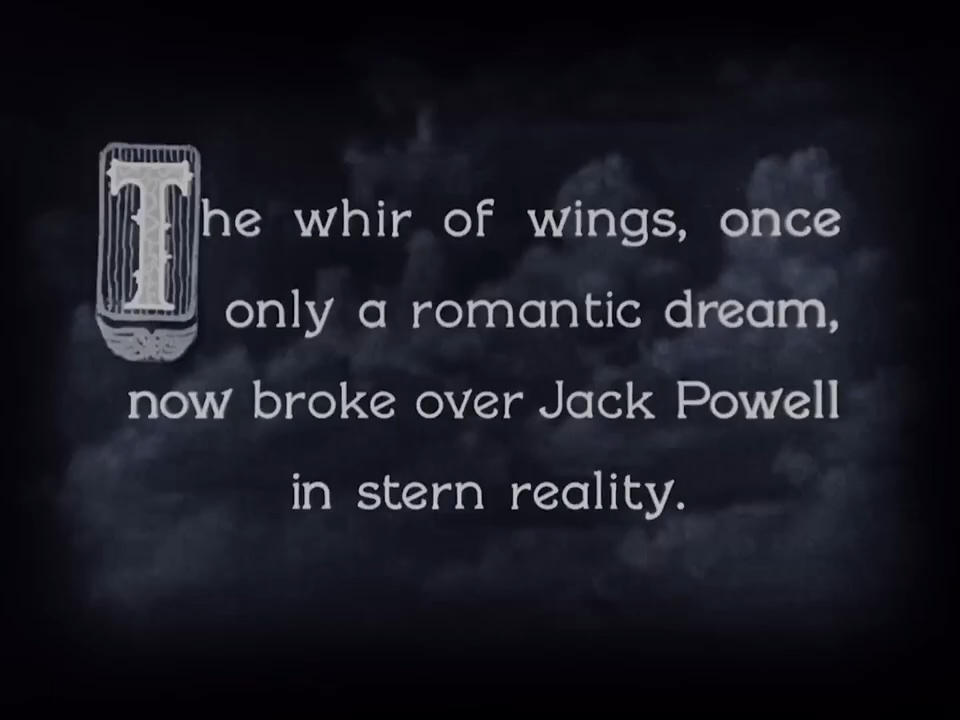 The whir of wings, once
only a romantic dream,
now broke over Jack Powell
in stern reality.